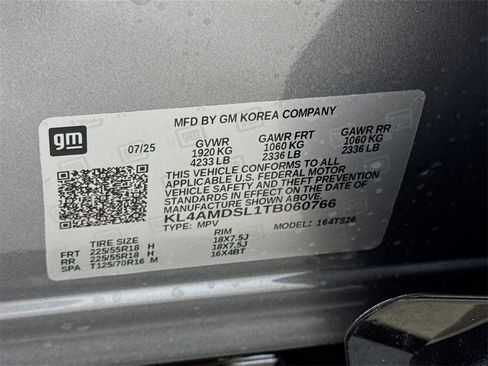 MFD BY GM KOREA COMPANY
gm
07/25 GVWR GAWR FRT GAWR RR
1920 KG 1060 KG 1060 KG
4233 LB 2336 LB 2336 LB
THIS VEHICLE CONFORMS TO ALL
APPLICABLE U.S. FEDERAL MOTOR
VEHICLE SAFETY AND THEFT PREVENTION
STANDARDS IN EFFECT ON THE DATE OF
MANUFACTURE SHOWN ABOVE.
KL4AMDSL1TB060766
TYPE: MPV MODEL: 164TS26
TIRE SIZE RIM
FRT 225/55R18 H 18X7.5J
RR 225/55R18 H 18X7.5J
SPA T125/70R16 M 16X4BT